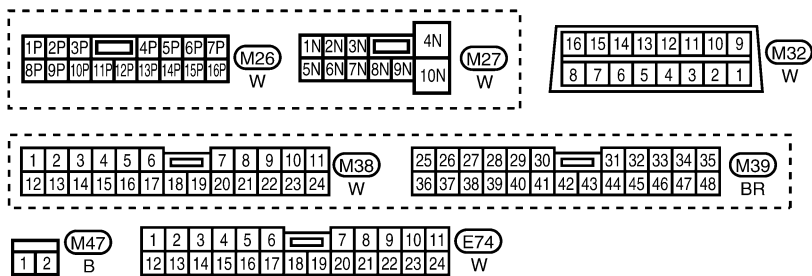 1P 2P 3P 4P 5P 6P 7P
8P 9P 10P 11P 12P 13P 14P 15P 16P
M26
W
1N 2N 3N 4N
5N 6N 7N 8N 9N 10N
M27
W
16 15 14 13 12 11 10 9
8 7 6 5 4 3 2 1
M32
W
1 2 3 4 5 6 7 8 9 10 11
12 13 14 15 16 17 18 19 20 21 22 23 24
M38
W
25 26 27 28 29 30 31 32 33 34 35
36 37 38 39 40 41 42 43 44 45 46 47 48
M39
BR
1 2
M47
B
1 2 3 4 5 6 7 8 9 10 11
12 13 14 15 16 17 18 19 20 21 22 23 24
E74
W